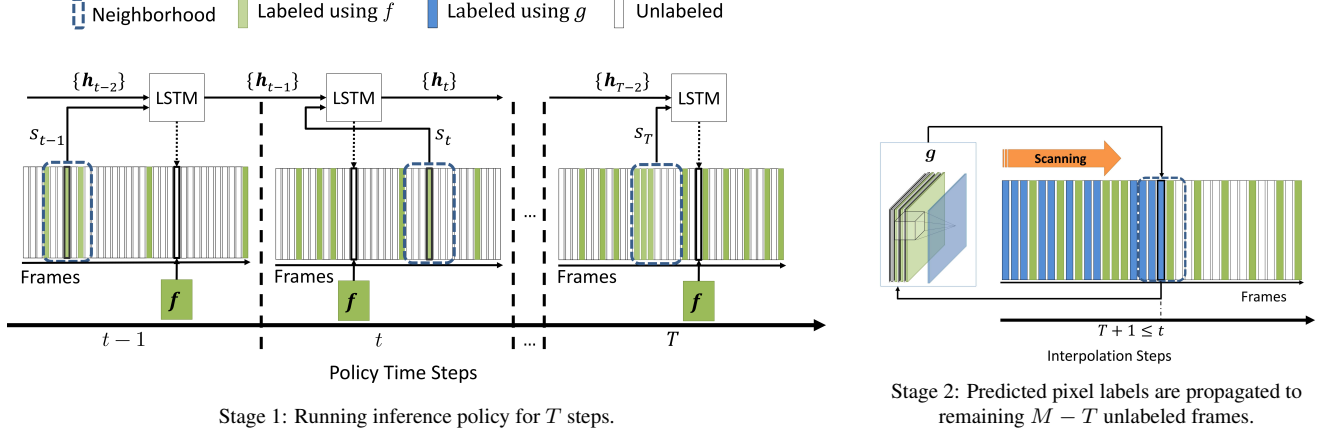 Neighborhood
Labeled using f
Labeled using g
Unlabeled
{h_{t-2}}
LSTM
{h_{t-1}}
LSTM
{h_t}
{h_{T-2}}
LSTM
s_{t-1}
s_t
s_T
...
Frames
Frames
Frames
f
f
f
t − 1
t
...
T
Policy Time Steps
Stage 1: Running inference policy for T steps.
g
Scanning
Frames
T + 1 ≤ t
Interpolation Steps
Stage 2: Predicted pixel labels are propagated to
remaining M − T unlabeled frames.